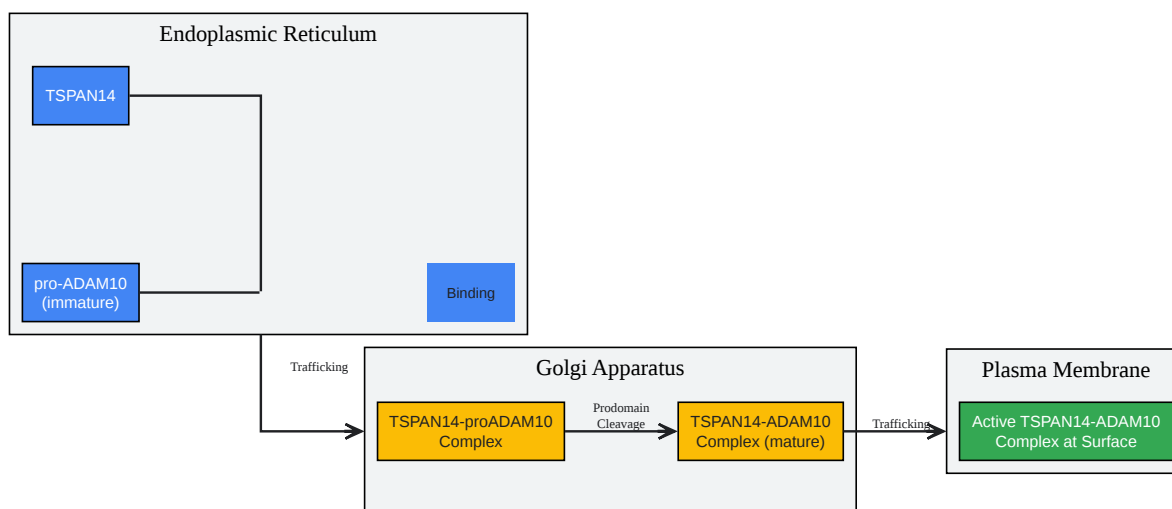 Endoplasmic Reticulum
TSPAN14
pro-ADAM10
(immature)
Binding
Trafficking
Golgi Apparatus
TSPAN14-proADAM10
Complex
Prodomain
Cleavage
TSPAN14-ADAM10
Complex (mature)
Trafficking
Plasma Membrane
Active TSPAN14-ADAM10
Complex at Surface